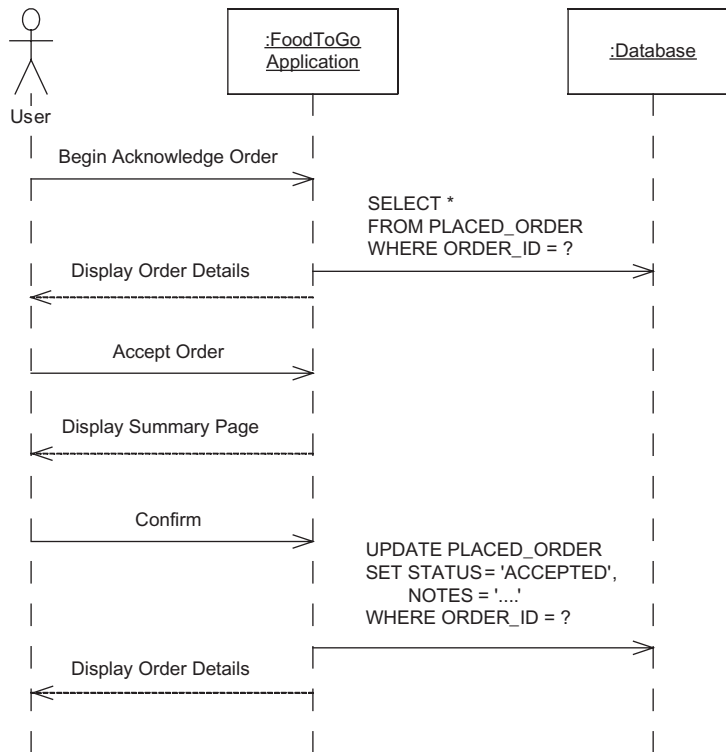 :FoodToGo
Application
:Database
User
Begin Acknowledge Order
SELECT *
FROM PLACED_ORDER
WHERE ORDER_ID = ?
Display Order Details
Accept Order
Display Summary Page
Confirm
UPDATE PLACED_ORDER
SET STATUS = 'ACCEPTED',
NOTES = '....'
WHERE ORDER_ID = ?
Display Order Details